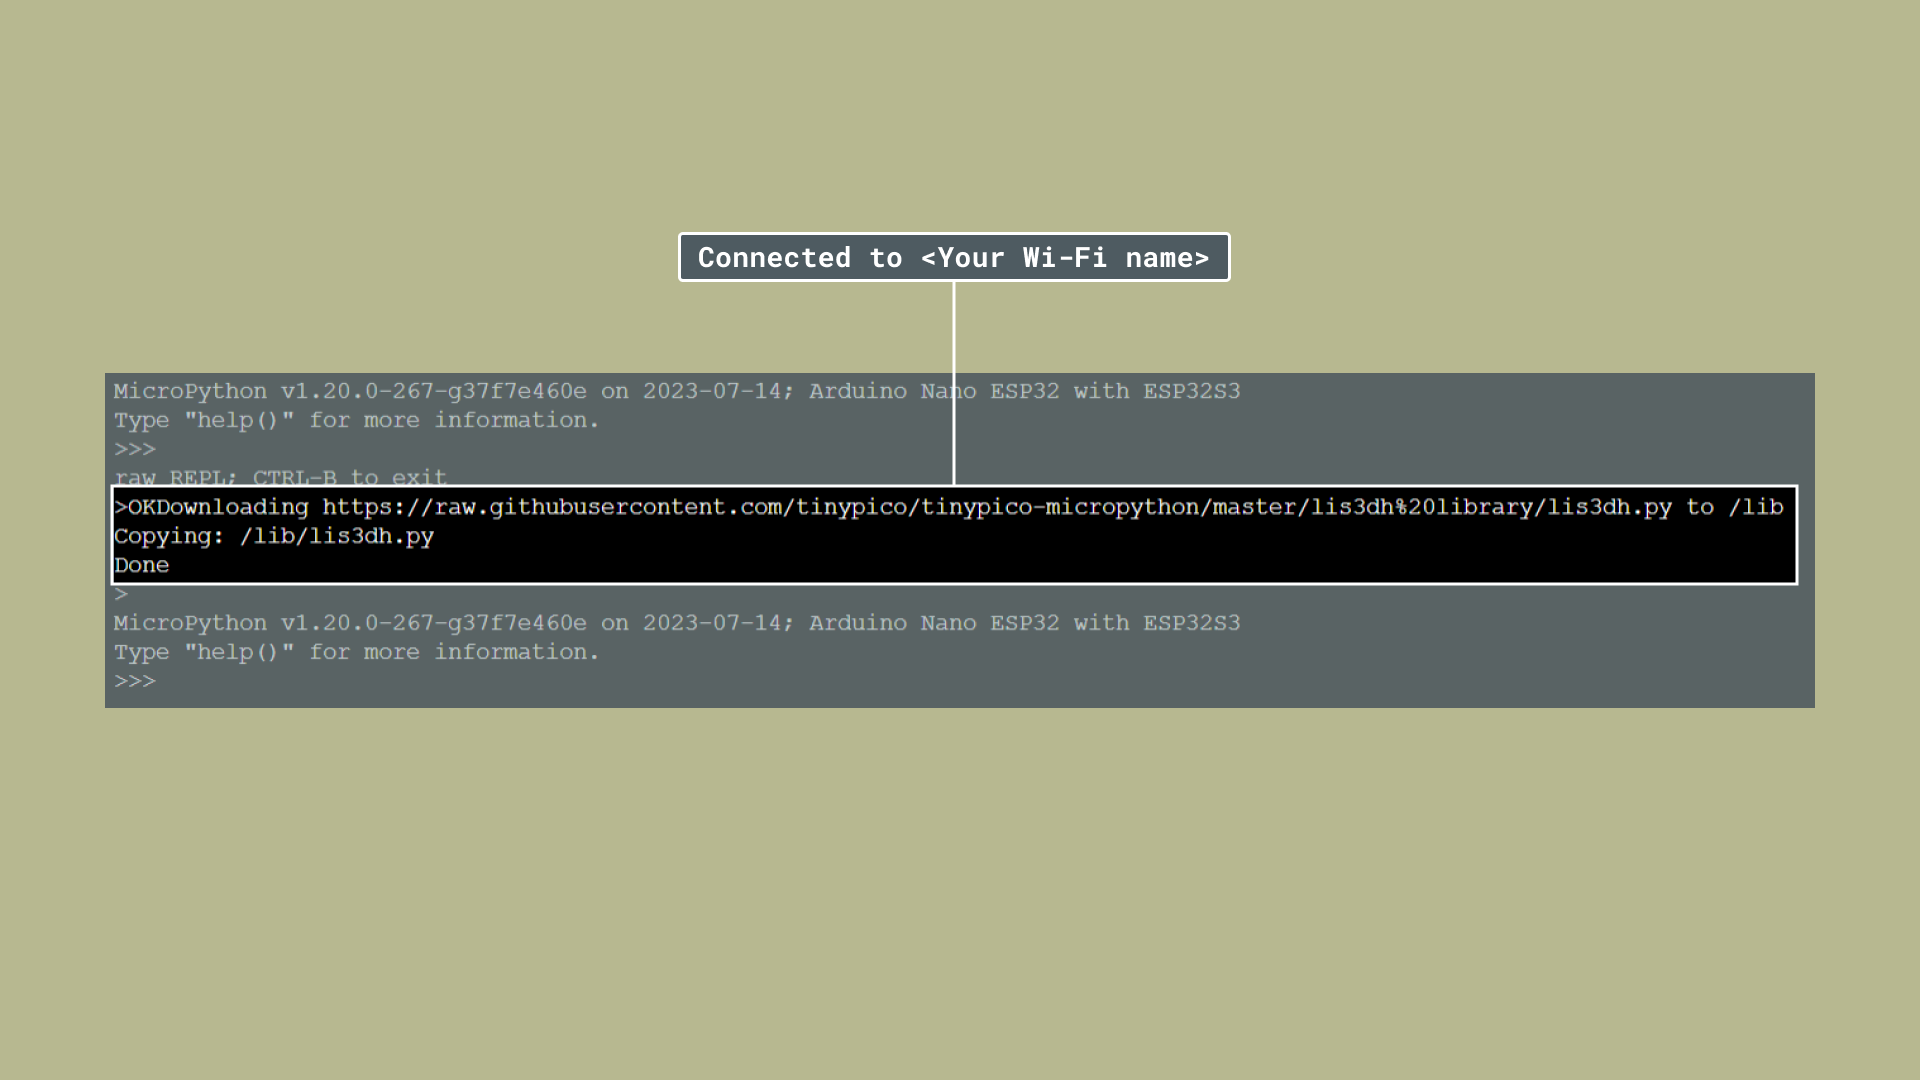 Connected to <Your Wi-Fi name>
MicroPython v1.20.0-267-g37f7e460e on 2023-07-14; Arduino Nano ESP32 with ESP32S3
Type "help()" for more information.
>>>
raw REPL; CTRL-B to exit
>OKDownloading https://raw.githubusercontent.com/tinypico/tinypico-micropython/master/lis3dh%20library/lis3dh.py to /lib
Copying: /lib/lis3dh.py
Done
>
MicroPython v1.20.0-267-g37f7e460e on 2023-07-14; Arduino Nano ESP32 with ESP32S3
Type "help()" for more information.
>>>